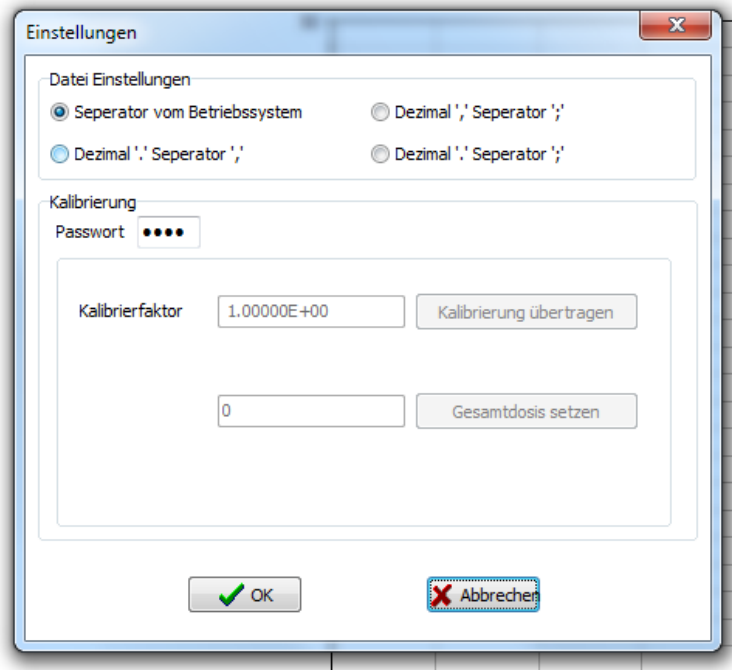 Einstellungen
Datei Einstellungen
Seperator vom Betriebssystem
Dezimal ',' Seperator ';'
Dezimal '.' Seperator ','
Dezimal '.' Seperator ';'
Kalibrierung
Passwort ••••
Kalibrierfaktor 1.00000E+00 Kalibrierung übertragen
0 Gesamtdosis setzen
OK Abbrechen